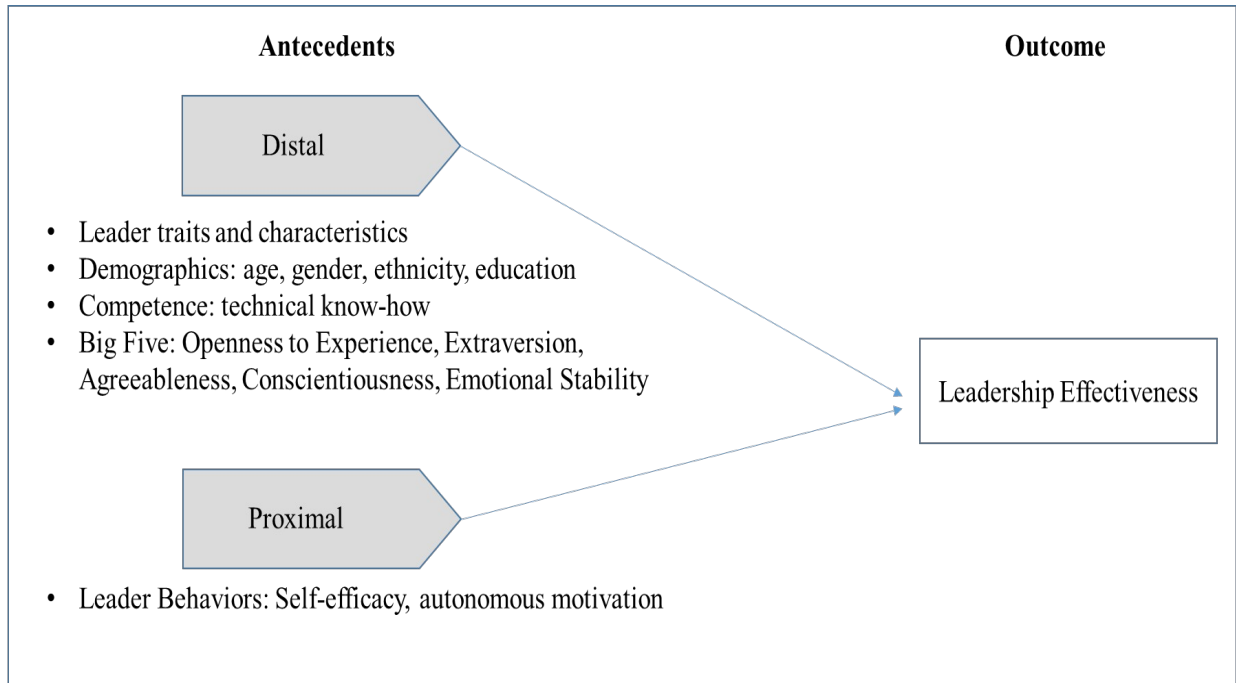 Antecedents
Outcome
Distal
• Leader traits and characteristics
• Demographics: age, gender, ethnicity, education
• Competence: technical know-how
• Big Five: Openness to Experience, Extraversion,
Agreeableness, Conscientiousness, Emotional Stability
Leadership Effectiveness
Proximal
• Leader Behaviors: Self-efficacy, autonomous motivation